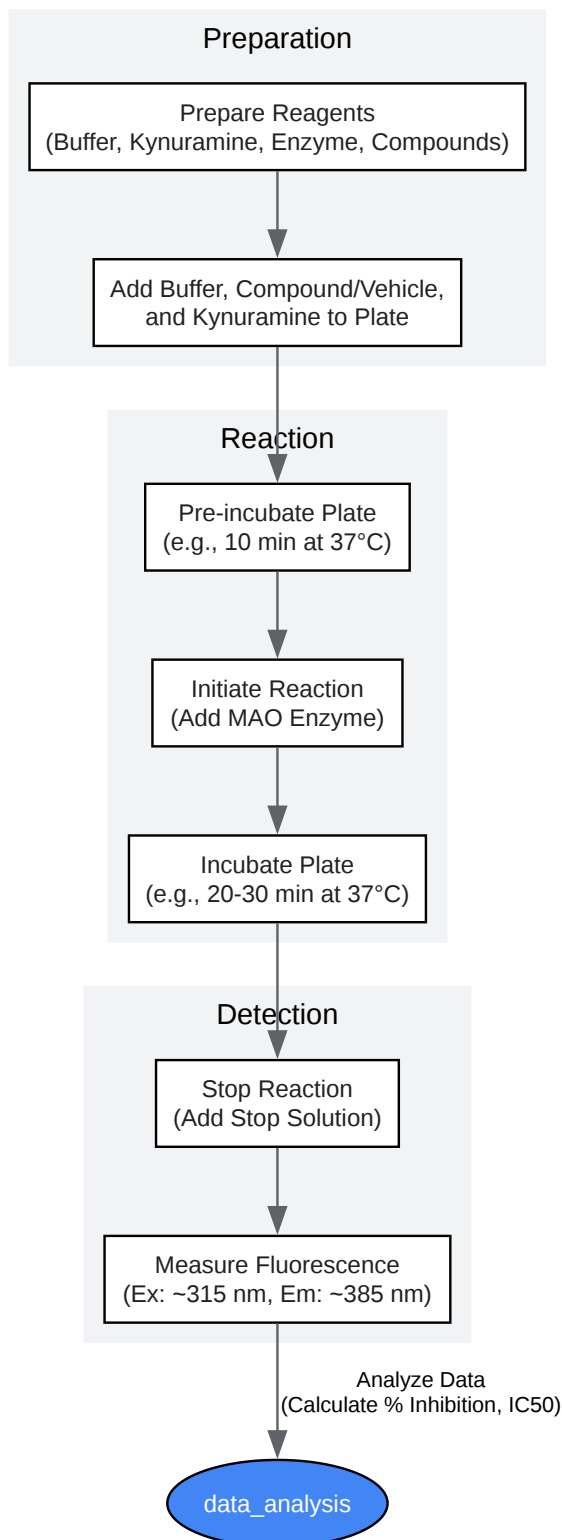 Preparation
Prepare Reagents
(Buffer, Kynuramine, Enzyme, Compounds)
Add Buffer, Compound/Vehicle,
and Kynuramine to Plate
Reaction
Pre-incubate Plate
(e.g., 10 min at 37°C)
Initiate Reaction
(Add MAO Enzyme)
Incubate Plate
(e.g., 20-30 min at 37°C)
Detection
Stop Reaction
(Add Stop Solution)
Measure Fluorescence
(Ex: ~315 nm, Em: ~385 nm)
Analyze Data
(Calculate % Inhibition, IC50)
data_analysis